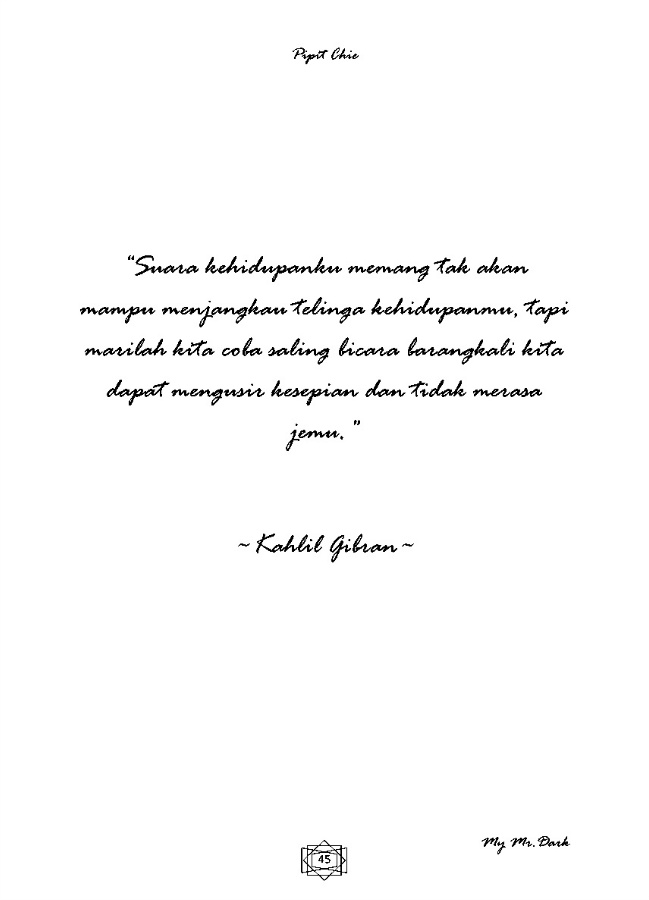 Pipit Chie
“Suara kehidupanku memang tak akan
mampu menjangkau telinga kehidupanmu, tapi
marilah kita coba saling bicara barangkali kita
dapat mengusir kesepian dan tidak merasa
jemu. ”
~ Kahlil Gibran ~
My Mr. Dark
45